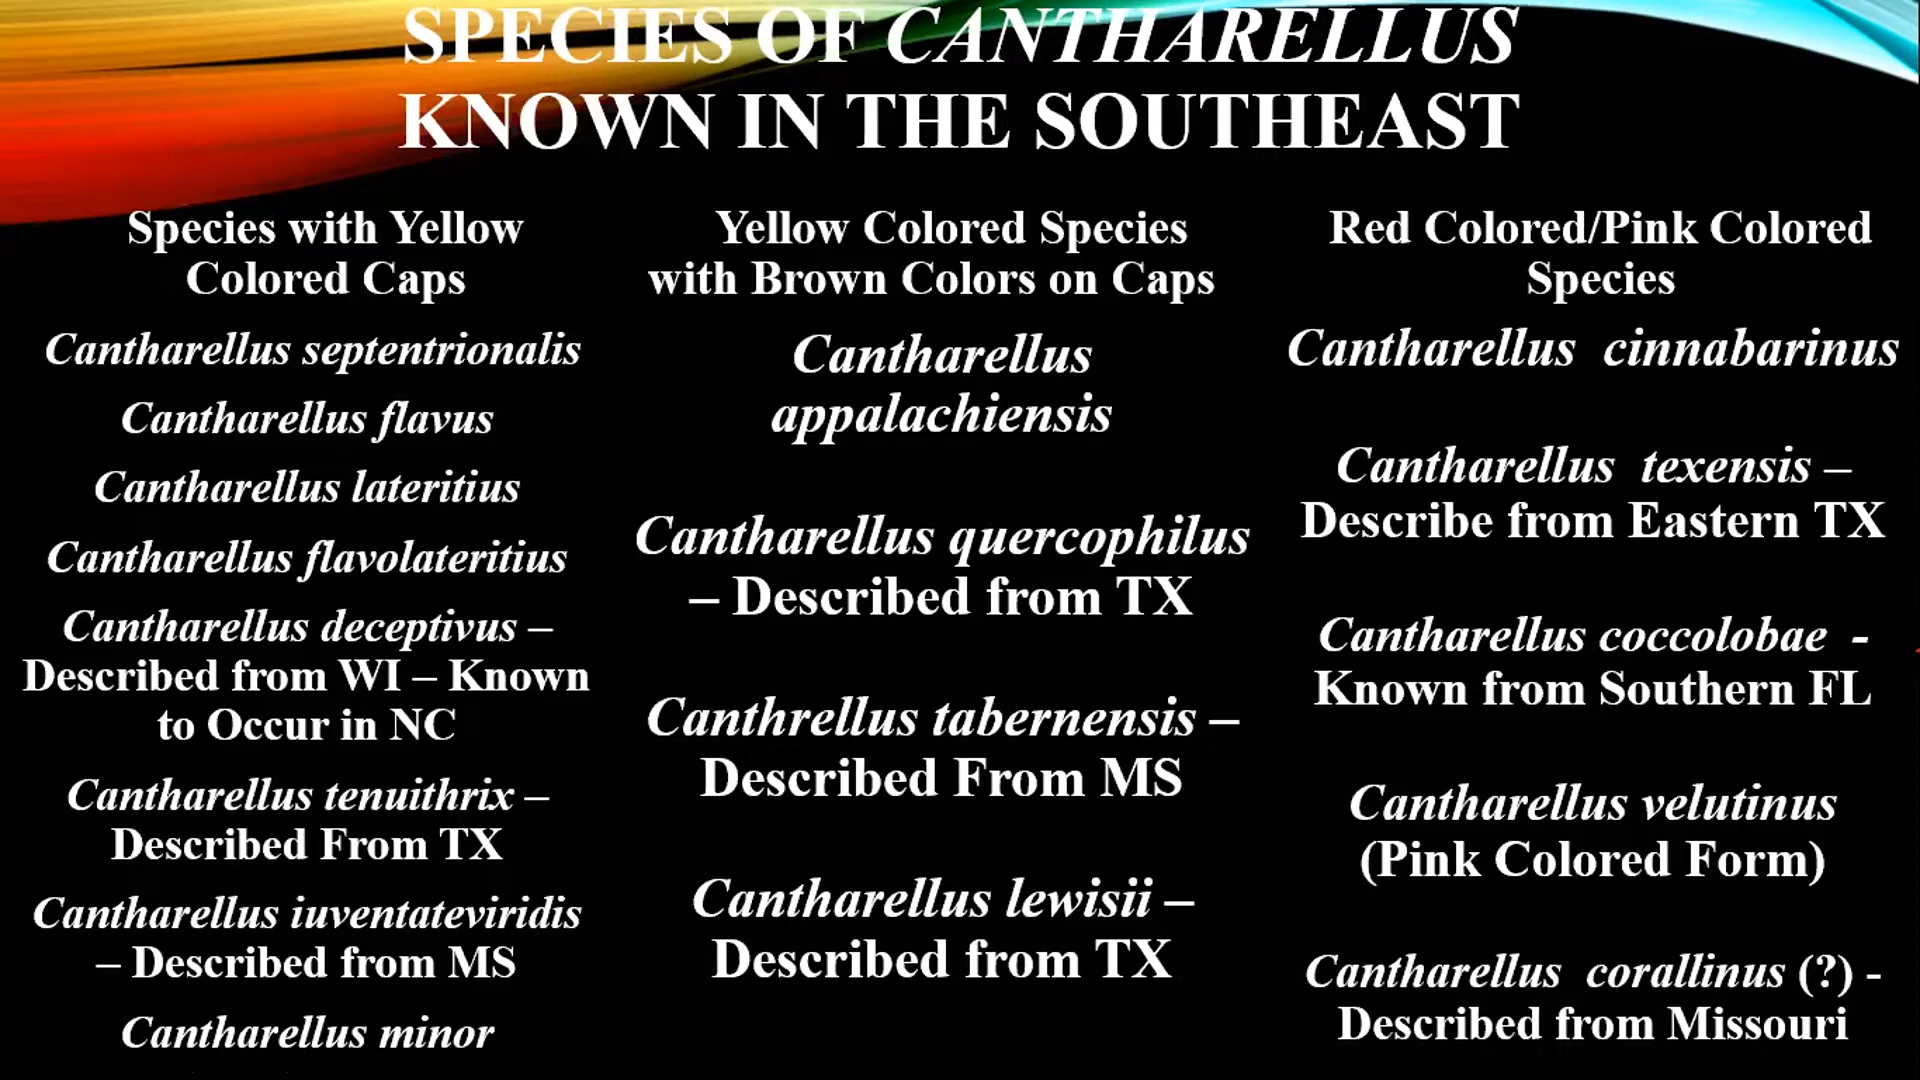 SPECIES OF CANTHARELLUS
KNOWN IN THE SOUTHEAST
Species with Yellow
Colored Caps
Cantharellus septentrionalis
Cantharellus flavus
Cantharellus lateritius
Cantharellus flavolateritius
Cantharellus deceptivus –
Described from WI – Known
to Occur in NC
Cantharellus tenuithrix –
Described From TX
Cantharellus iuventateviridis
– Described from MS
Cantharellus minor
Yellow Colored Species
with Brown Colors on Caps
Cantharellus
appalachiensis
Cantharellus quercophilus
– Described from TX
Canthrellus tabernensis –
Described From MS
Cantharellus lewisii –
Described from TX
Red Colored/Pink Colored
Species
Cantharellus cinnabarinus
Cantharellus texensis –
Describe from Eastern TX
Cantharellus coccolobae -
Known from Southern FL
Cantharellus velutinus
(Pink Colored Form)
Cantharellus corallinus (?) -
Described from Missouri